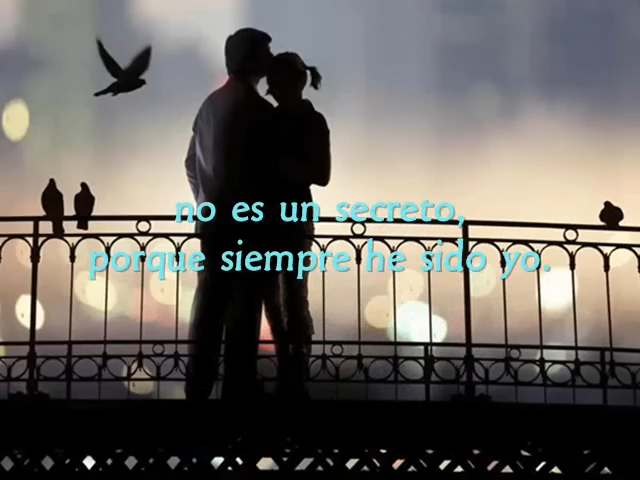 no es un secreto,
porque siempre he sido yo.